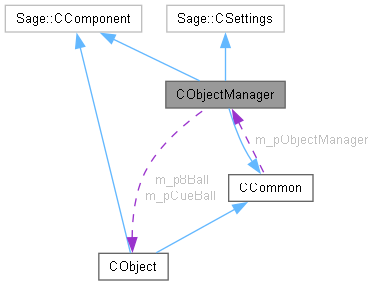 Sage::CComponent
Sage::CSettings
CObjectManager
m_pObjectManager
m_p8Ball
m_pCueBall
CCommon
CObject